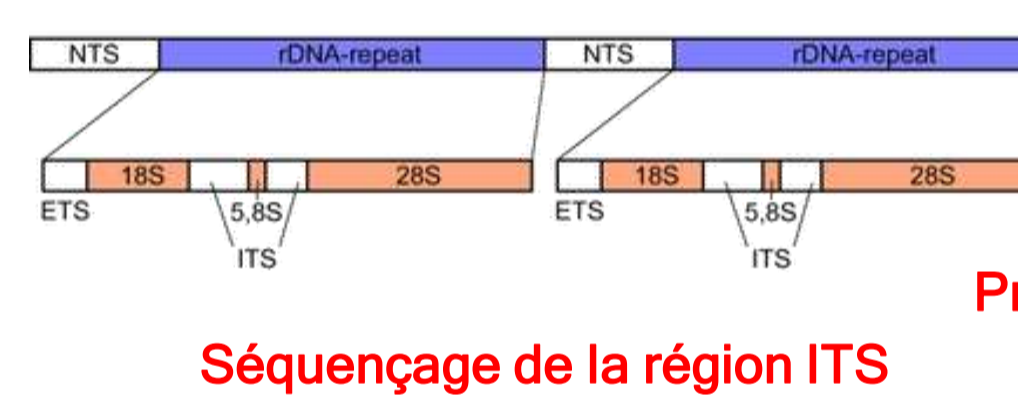 NTS rDNA-repeat NTS rDNA-repeat
18S 28S 18S 28S
ETS 5,8S ETS 5,8S
ITS ITS
Séquençage de la région ITS